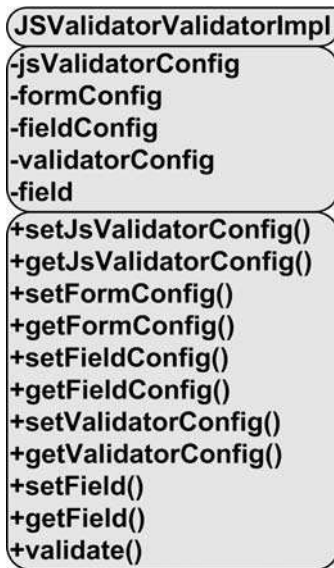 JSValidatorValidatorImpl
-jsValidatorConfig
-formConfig
-fieldConfig
-validatorConfig
-field
+setJsValidatorConfig()
+getJsValidatorConfig()
+setFormConfig()
+getFormConfig()
+setFieldConfig()
+getFieldConfig()
+setValidatorConfig()
+getValidatorConfig()
+setField()
+getField()
+validate()